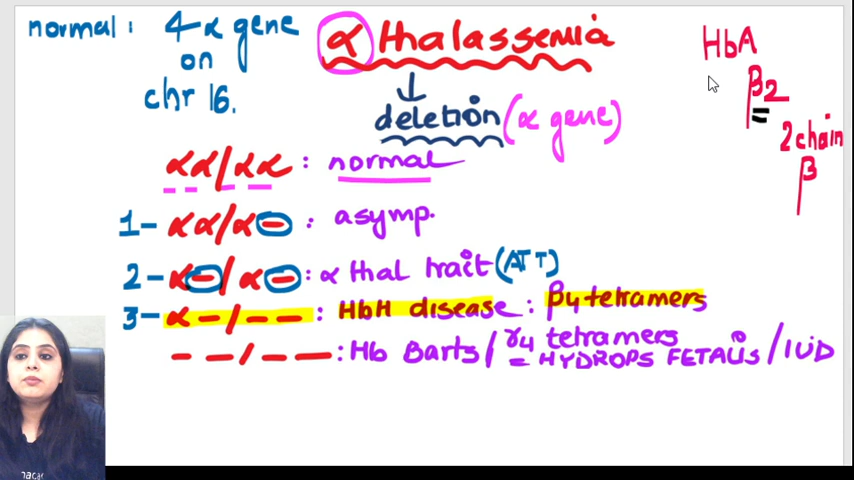 normal: 4 α gene
on
chr 16.
α thalassemia
deletion (α gene)
HbA
β2
2 chain
β
αα/αα : normal
1- αα/α- : asymp.
2- α-/α- : α thal trait (ATT)
3- α-/-- : HbH disease : β4 tetramers
--/-- : Hb Barts/γ4 tetramers
= HYDROPS FETALIS/IUD